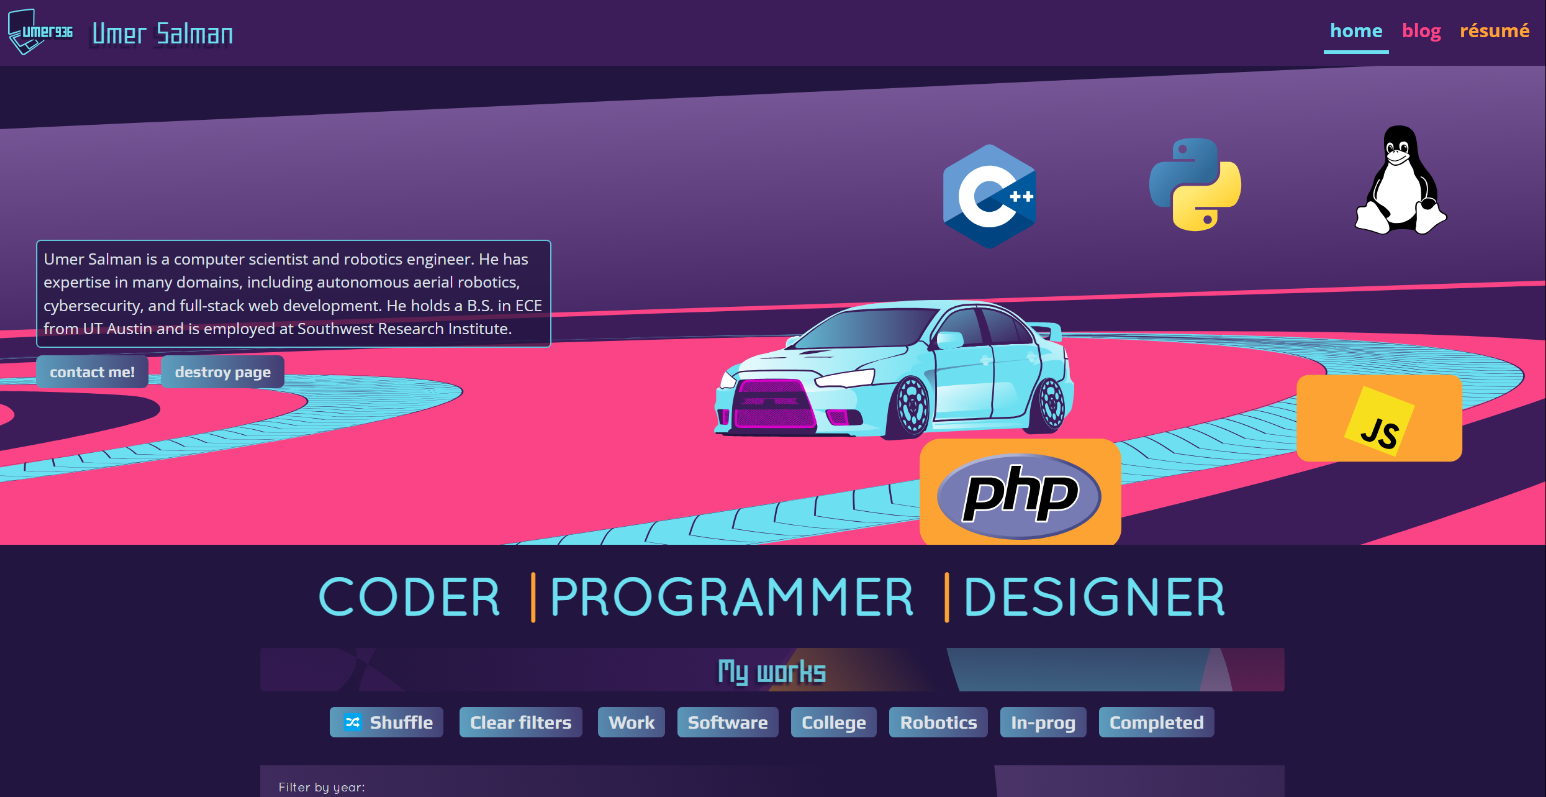 umer936
Umer Salman
home blog résumé
C ++
Umer Salman is a computer scientist and robotics engineer. He has
expertise in many domains, including autonomous aerial robotics,
cybersecurity, and full-stack web development. He holds a B.S. in ECE
from UT Austin and is employed at Southwest Research Institute.
contact me! destroy page
JS
php
CODER |PROGRAMMER |DESIGNER
My works
Shuffle Clear filters Work Software College Robotics In-prog Completed
Filter by year: